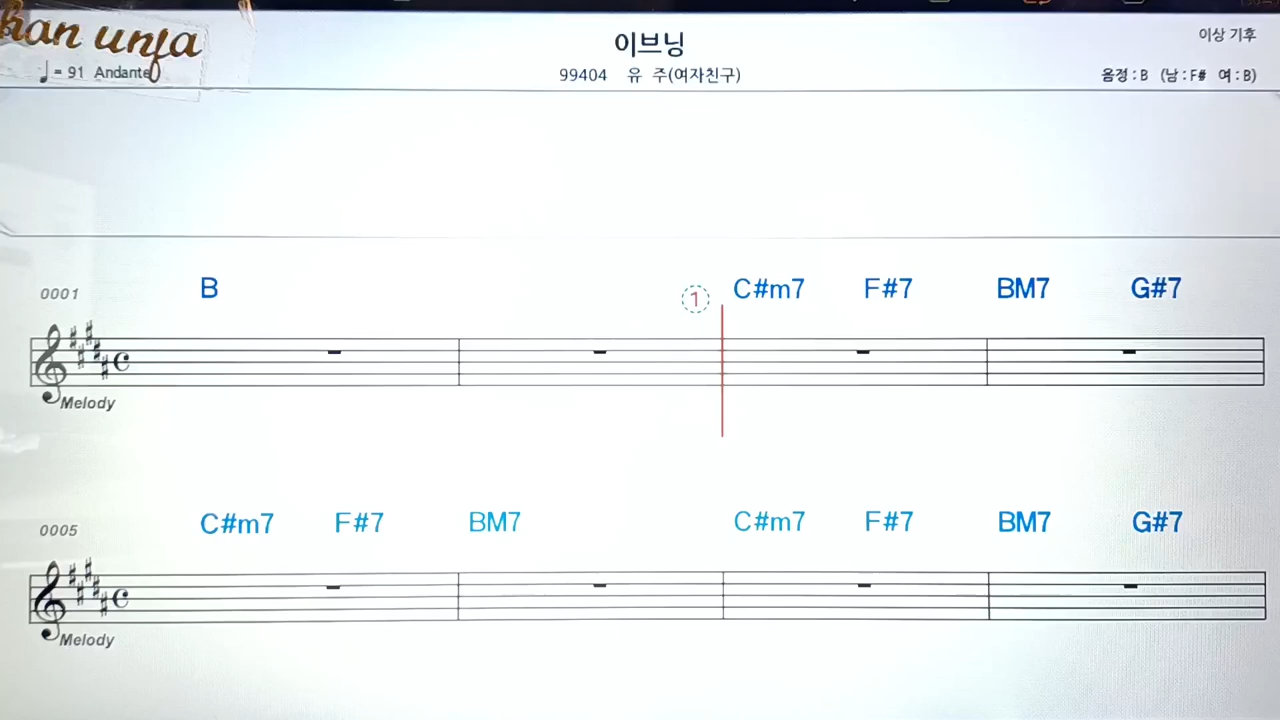 han unja
이브닝
이상 기후
♩= 91 Andante
99404 유 주(여자친구)
음정 : B (남 : F# 여 : B)
0001 B ① C#m7 F#7 BM7 G#7
Melody
0005 C#m7 F#7 BM7 C#m7 F#7 BM7 G#7
Melody